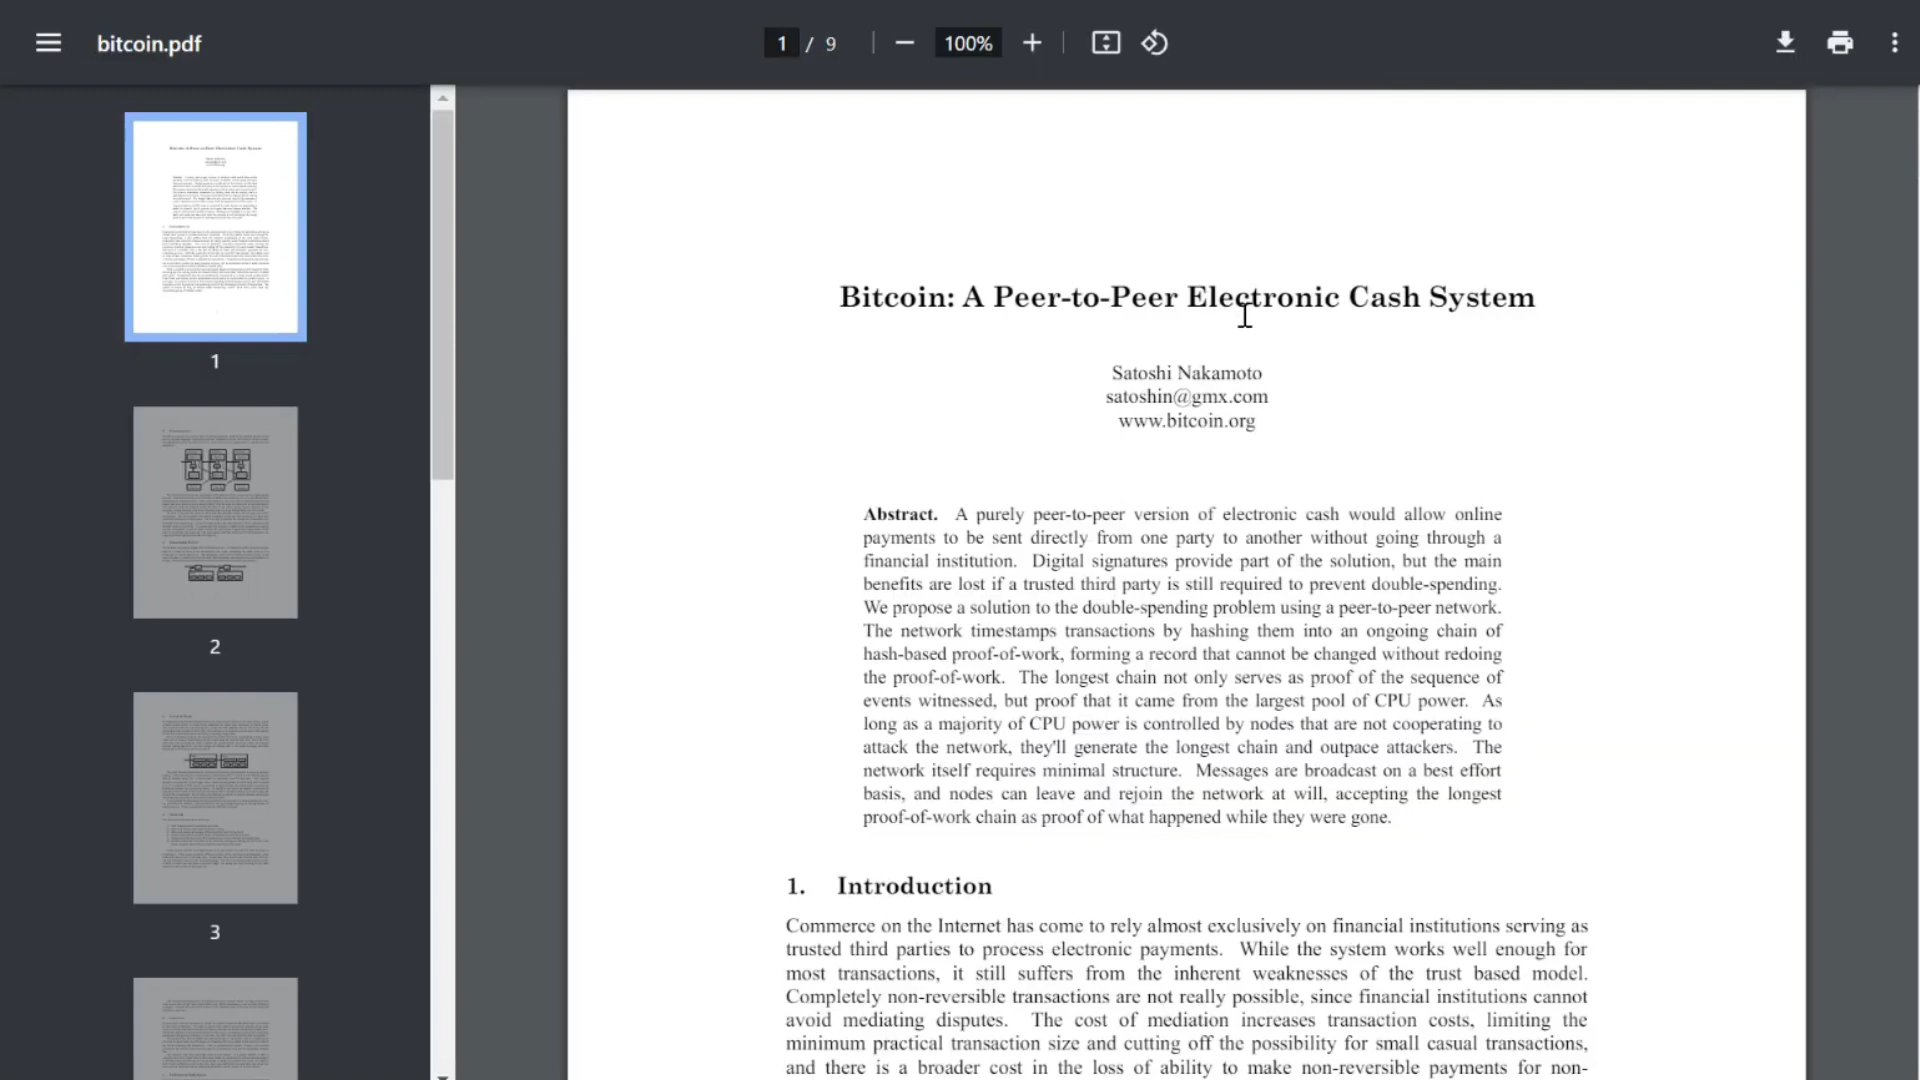 bitcoin.pdf
1 / 9
100%
1
2
3
Bitcoin: A Peer-to-Peer Electronic Cash System
Satoshi Nakamoto
satoshin@gmx.com
www.bitcoin.org
Abstract. A purely peer-to-peer version of electronic cash would allow online
payments to be sent directly from one party to another without going through a
financial institution. Digital signatures provide part of the solution, but the main
benefits are lost if a trusted third party is still required to prevent double-spending.
We propose a solution to the double-spending problem using a peer-to-peer network.
The network timestamps transactions by hashing them into an ongoing chain of
hash-based proof-of-work, forming a record that cannot be changed without redoing
the proof-of-work. The longest chain not only serves as proof of the sequence of
events witnessed, but proof that it came from the largest pool of CPU power. As
long as a majority of CPU power is controlled by nodes that are not cooperating to
attack the network, they'll generate the longest chain and outpace attackers. The
network itself requires minimal structure. Messages are broadcast on a best effort
basis, and nodes can leave and rejoin the network at will, accepting the longest
proof-of-work chain as proof of what happened while they were gone.
1. Introduction
Commerce on the Internet has come to rely almost exclusively on financial institutions serving as
trusted third parties to process electronic payments. While the system works well enough for
most transactions, it still suffers from the inherent weaknesses of the trust based model.
Completely non-reversible transactions are not really possible, since financial institutions cannot
avoid mediating disputes. The cost of mediation increases transaction costs, limiting the
minimum practical transaction size and cutting off the possibility for small casual transactions,
and there is a broader cost in the loss of ability to make non-reversible payments for non-